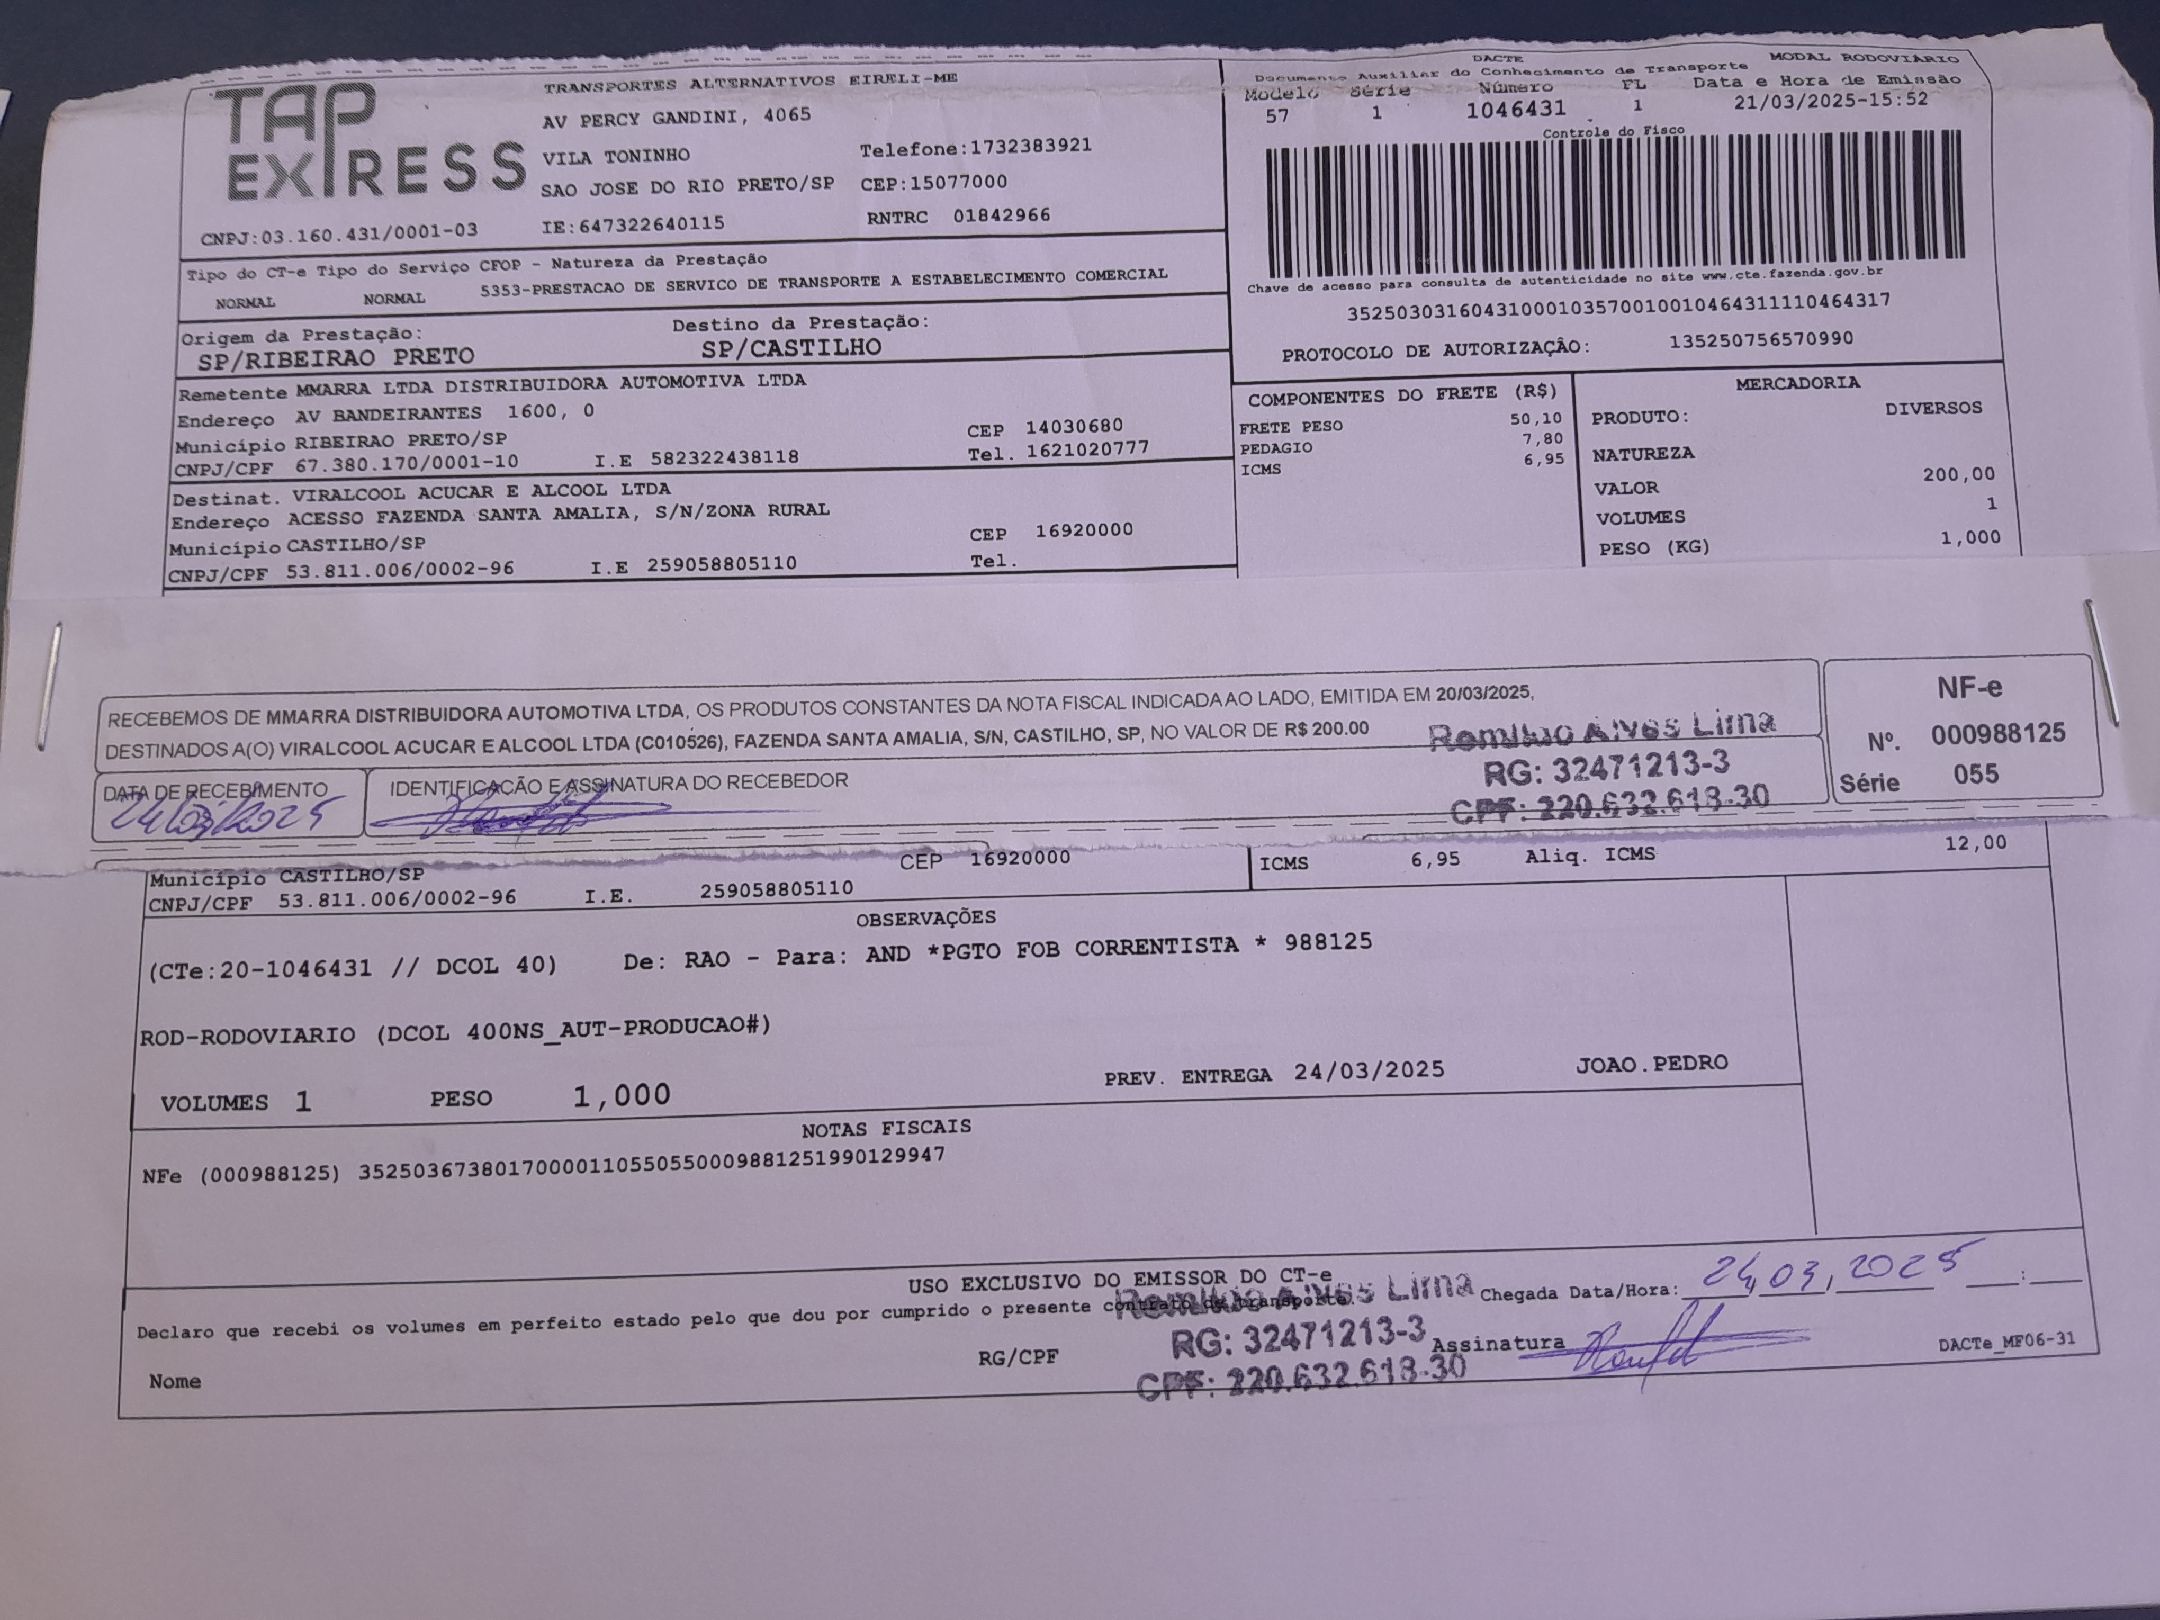 TAP EXPRESS
TRANSPORTES ALTERNATIVOS EIRELI-ME
AV PERCY GANDINI, 4065
VILA TONINHO Telefone:1732383921
SAO JOSE DO RIO PRETO/SP CEP:15077000
CNPJ:03.160.431/0001-03 IE:647322640115 RNTRC 01842966
DACTE MODAL RODOVIÁRIO
Documento Auxiliar do Conhecimento de Transporte
Modelo Série Número FL Data e Hora de Emissão
57 1 1046431 1 21/03/2025-15:52
Controle do Fisco
Chave de acesso para consulta de autenticidade no site www.cte.fazenda.gov.br
35250303160431000103570010010464311110464317
PROTOCOLO DE AUTORIZAÇÃO: 135250756570990
Tipo do CT-e Tipo do Serviço CFOP - Natureza da Prestação
NORMAL NORMAL 5353-PRESTACAO DE SERVICO DE TRANSPORTE A ESTABELECIMENTO COMERCIAL
Origem da Prestação: Destino da Prestação:
SP/RIBEIRAO PRETO SP/CASTILHO
Remetente MMARRA LTDA DISTRIBUIDORA AUTOMOTIVA LTDA
Endereço AV BANDEIRANTES 1600, 0
Município RIBEIRAO PRETO/SP CEP 14030680
CNPJ/CPF 67.380.170/0001-10 I.E 582322438118 Tel. 1621020777
Destinat. VIRALCOOL ACUCAR E ALCOOL LTDA
Endereço ACESSO FAZENDA SANTA AMALIA, S/N/ZONA RURAL
Município CASTILHO/SP CEP 16920000
CNPJ/CPF 53.811.006/0002-96 I.E 259058805110 Tel.
COMPONENTES DO FRETE (R$)
FRETE PESO 50,10
PEDAGIO 7,80
ICMS 6,95
MERCADORIA
PRODUTO: DIVERSOS
NATUREZA
VALOR 200,00
VOLUMES 1
PESO (KG) 1,000
RECEBEMOS DE MMARRA DISTRIBUIDORA AUTOMOTIVA LTDA, OS PRODUTOS CONSTANTES DA NOTA FISCAL INDICADA AO LADO, EMITIDA EM 20/03/2025,
DESTINADOS A(O) VIRALCOOL ACUCAR E ALCOOL LTDA (C010526), FAZENDA SANTA AMALIA, S/N, CASTILHO, SP, NO VALOR DE R$ 200.00
DATA DE RECEBIMENTO IDENTIFICAÇÃO E ASSINATURA DO RECEBEDOR
24/03/2025
Alves Lima
RG: 32471213-3
CPF: 220.632.618-30
NF-e
Nº. 000988125
Série 055
Município CASTILHO/SP CEP 16920000
CNPJ/CPF 53.811.006/0002-96 I.E. 259058805110
ICMS 6,95 Aliq. ICMS 12,00
OBSERVAÇÕES
(CTe:20-1046431 // DCOL 40) De: RAO - Para: AND *PGTO FOB CORRENTISTA * 988125
ROD-RODOVIARIO (DCOL 400NS_AUT-PRODUCAO#)
VOLUMES 1 PESO 1,000 PREV. ENTREGA 24/03/2025 JOAO.PEDRO
NOTAS FISCAIS
NFe (000988125) 35250367380170000110550550009881251990129947
USO EXCLUSIVO DO EMISSOR DO CT-e
Declaro que recebi os volumes em perfeito estado pelo que dou por cumprido o presente contrato de transporte.
Chegada Data/Hora: 24,03,2025 :
Alves Lima
RG: 32471213-3
CPF: 220.632.618-30
Nome RG/CPF Assinatura
DACTe_MF06-31